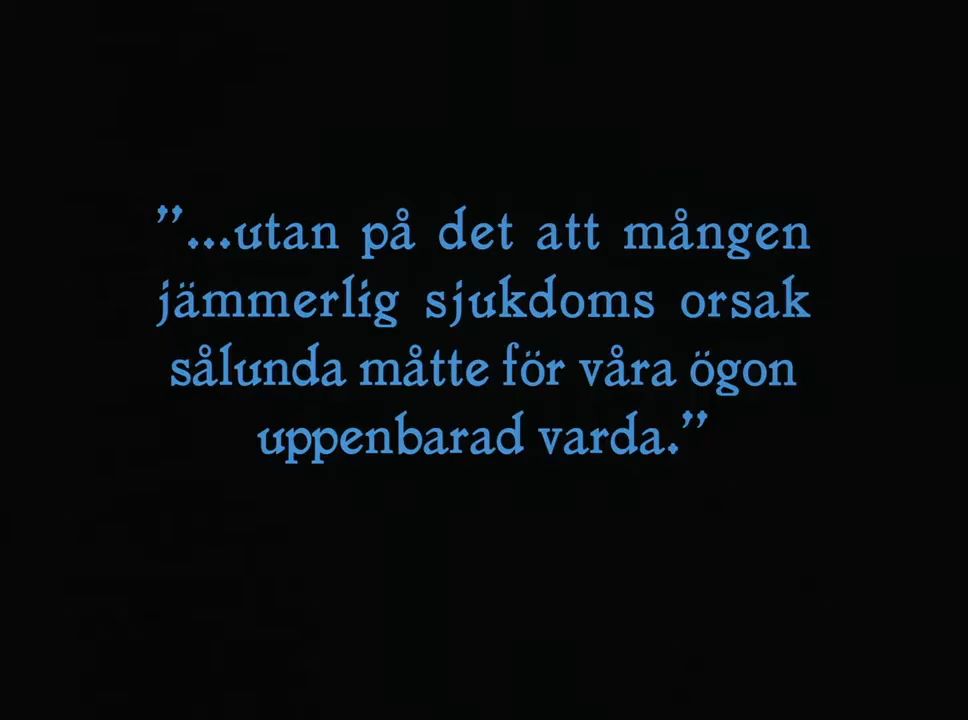 ”...utan på det att mången
jämmerlig sjukdoms orsak
sålunda måtte för våra ögon
uppenbarad varda.”